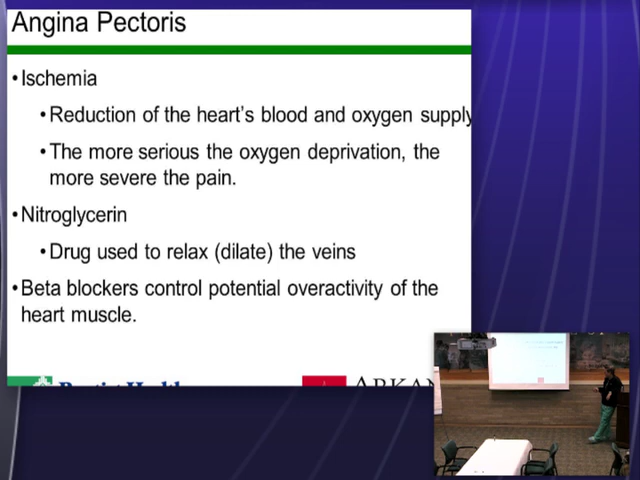 Angina Pectoris
•Ischemia
•Reduction of the heart's blood and oxygen supply
•The more serious the oxygen deprivation, the
more severe the pain.
•Nitroglycerin
•Drug used to relax (dilate) the veins
•Beta blockers control potential overactivity of the
heart muscle.